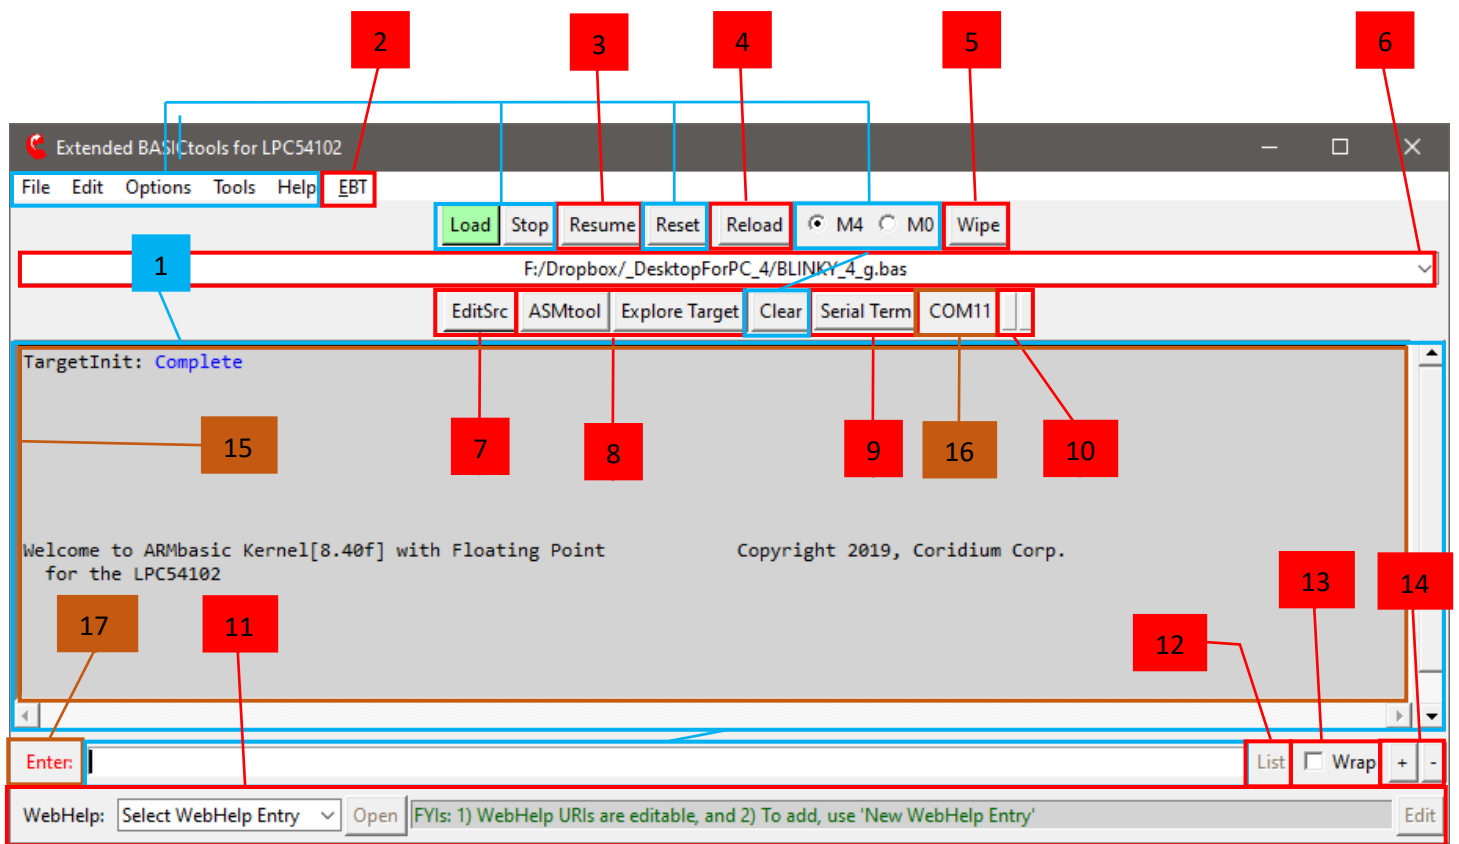 2 3 4 5 6
Extended BASICtools for LPC54102
File Edit Options Tools Help EBT
Load Stop Resume Reset Reload M4 M0 Wipe
1
F:/Dropbox/_DesktopForPC_4/BLINKY_4_g.bas
EditSrc ASMtool Explore Target Clear Serial Term COM11
TargetInit: Complete
15 7 8 9 16 10
Welcome to ARMbasic Kernel[8.40f] with Floating Point Copyright 2019, Coridium Corp.
for the LPC54102
13 14
17 11 12
Enter: List Wrap + -
WebHelp: Select WebHelp Entry Open FYIs: 1) WebHelp URIs are editable, and 2) To add, use 'New WebHelp Entry' Edit